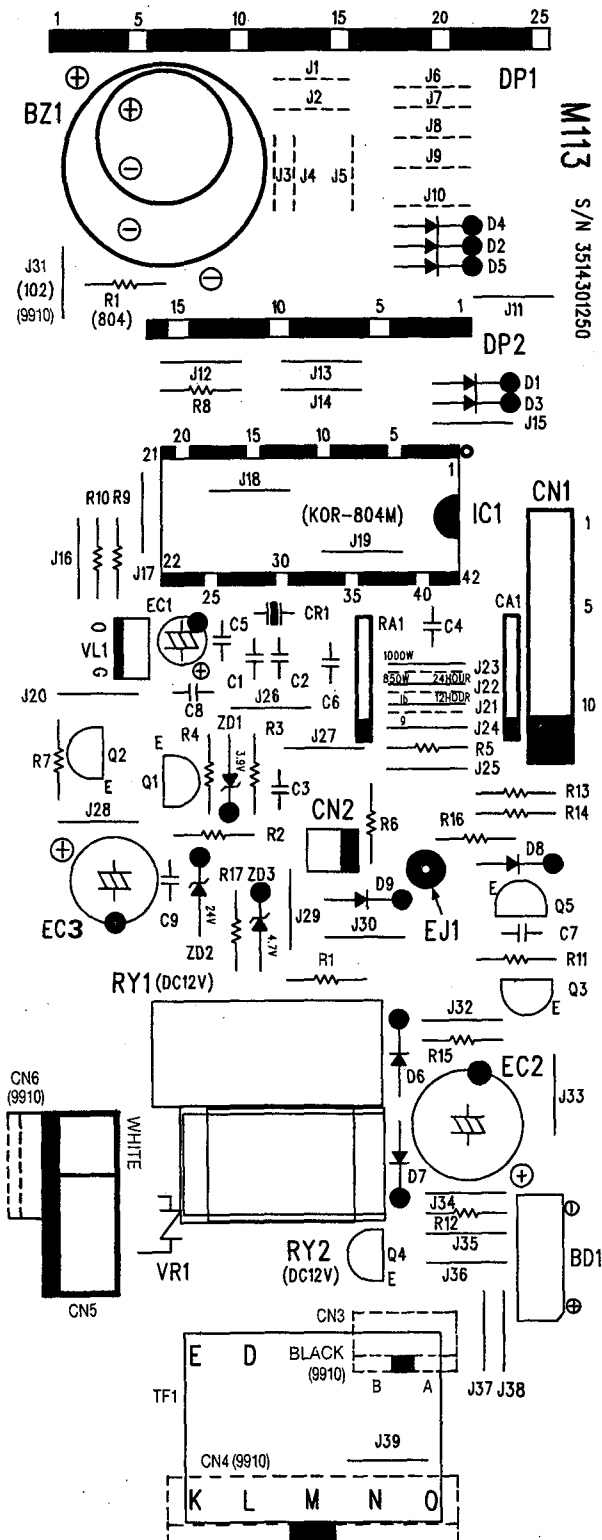 1 5 10 15 20 25
DP1
BZ1
J1
J2
J3 J4 J5
J6
J7
J8
J9
J10
M113 S/N 3514301250
D4
D2
D5
J31
(102)
(9910)
R1
(804)
J11
15 10 1
DP2
J12
R8
J13
J14
D1
D3
J15
21 20 15 10 5 1
J18
(KOR-804M)
J19
IC1
CN1
1
5
10
R10 R9
J16
J17
22 25 30 35 40 42
EC1
C5
CR1
RA1
C4
CA1
O
VL1
G
C1
C2
C6
1000W
J23
850W 24HOUR
J22
1b 12HOUR
J21
9
J24
R5
J25
J20
C8
J26
J27
R7
Q2
E
E
Q1
R4
ZD1
3.9V
R3
C3
J28
R2
CN2
R6
R13
R14
R16
D8
EC3
C9
24V
ZD2
R17
ZD3
4.7V
J29
D9
J30
EJ1
E
Q5
C7
R11
Q3
E
R1
RY1 (DC12V)
J32
R15
EC2
J33
D6
CN6
(9910)
WHITE
D7
VR1
RY2
(DC12V)
Q4
E
J34
R12
J35
J36
BD1
CN5
CN3
BLACK
(9910)
B A
J37 J38
E D
TF1
J39
CN4 (9910)
K L M N O